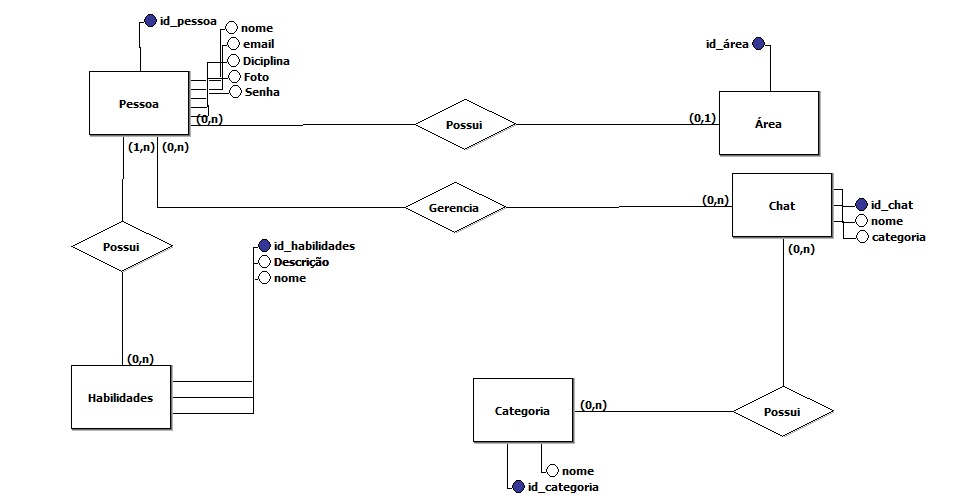 id_pessoa
nome
email
Diciplina
Foto
Senha
Pessoa
(0,n)
Possui
(0,1)
id_área
Área
(1,n) (0,n)
Gerencia
(0,n)
Chat
id_chat
nome
categoria
(0,n)
Possui
id_habilidades
Descrição
nome
(0,n)
Habilidades
Categoria
(0,n)
Possui
nome
id_categoria